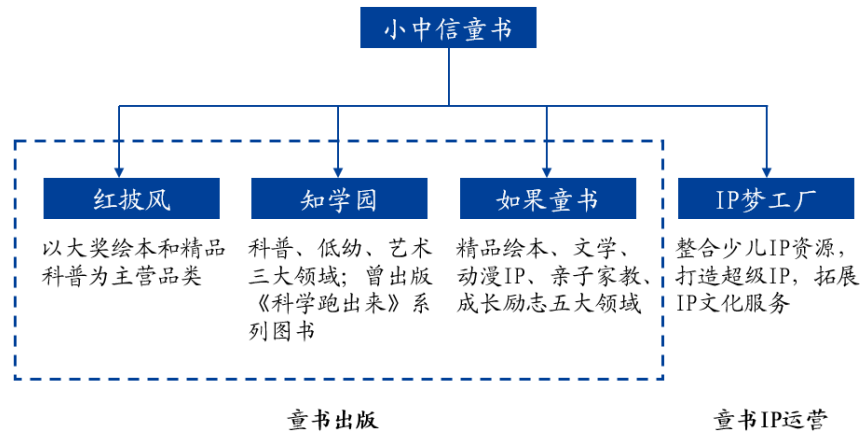 小中信童书
红披风
知学园
如果童书
IP梦工厂
以大奖绘本和精品
科普为主营品类
科普、低幼、艺术
三大领域；曾出版
《科学跑出来》系
列图书
精品绘本、文学、
动漫IP、亲子家教、
成长励志五大领域
整合少儿IP资源，
打造超级IP，拓展
IP文化服务
童书出版
童书IP运营